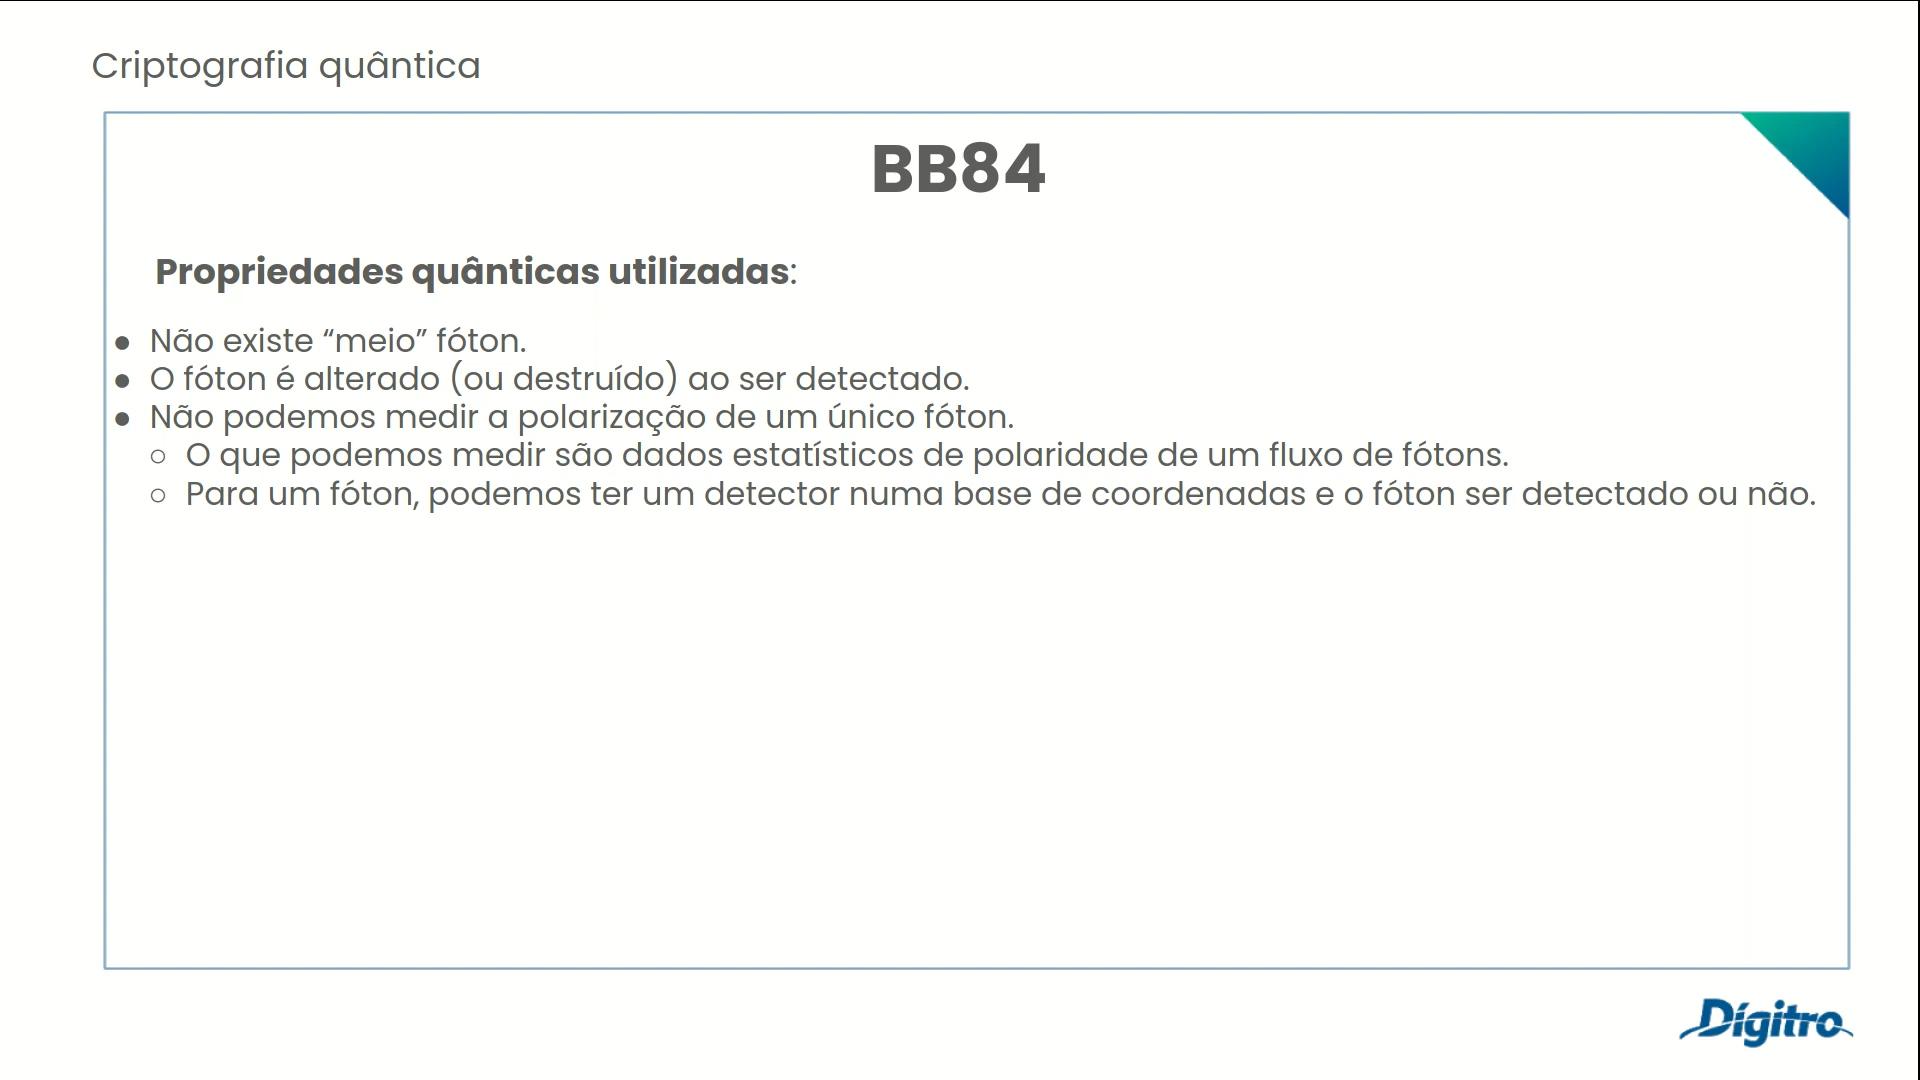 Criptografia quântica
BB84
Propriedades quânticas utilizadas:
● Não existe “meio” fóton.
● O fóton é alterado (ou destruído) ao ser detectado.
● Não podemos medir a polarização de um único fóton.
○ O que podemos medir são dados estatísticos de polaridade de um fluxo de fótons.
○ Para um fóton, podemos ter um detector numa base de coordenadas e o fóton ser detectado ou não.
Dígitro